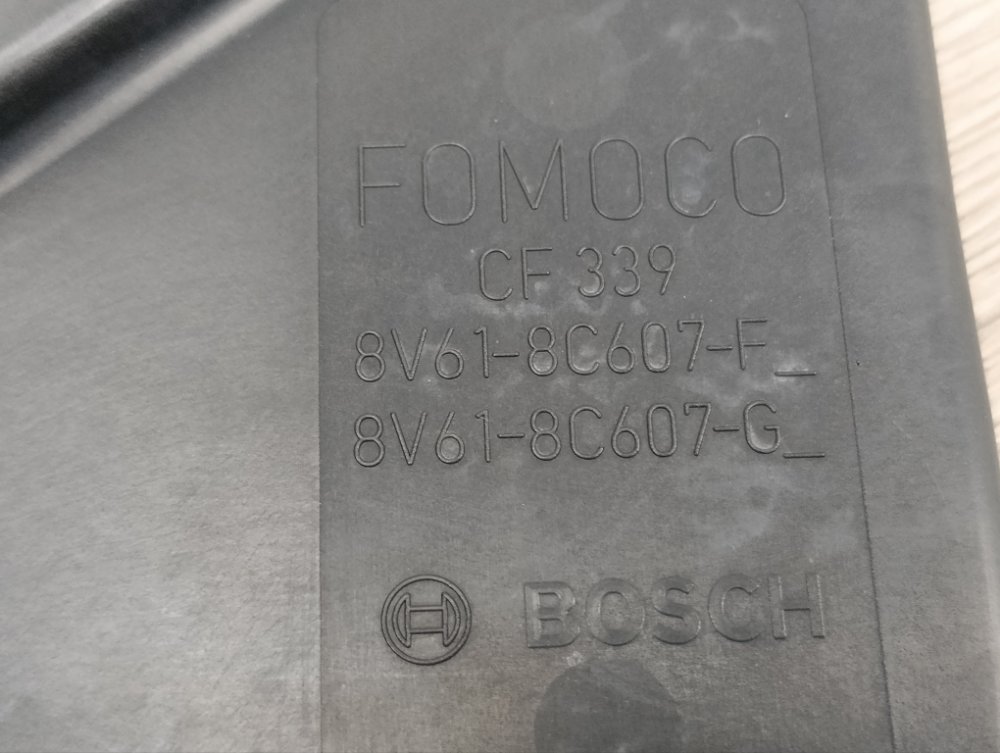 FOMOCO
CF 339
8V61-8C607-F_
8V61-8C607-G_
BOSCH